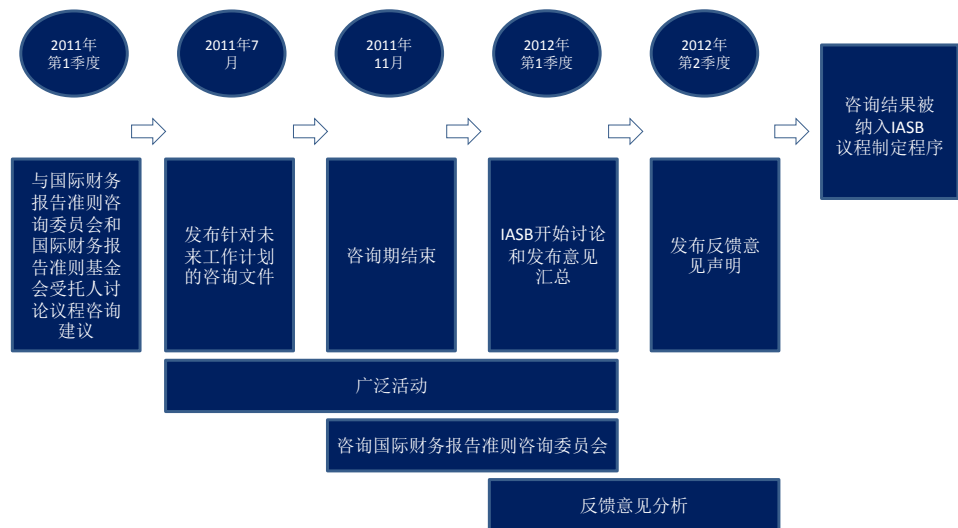 2011年
第1季度
2011年7
月
2011年
11月
2012年
第1季度
2012年
第2季度
咨询结果被
纳入IASB
议程制定程序
与国际财务
报告准则咨
询委员会和
国际财务报
告准则基金
会受托人讨
论议程咨询
建议
发布针对未
来工作计划
的咨询文件
咨询期结束
IASB开始讨论
和发布意见
汇总
发布反馈意
见声明
广泛活动
咨询国际财务报告准则咨询委员会
反馈意见分析